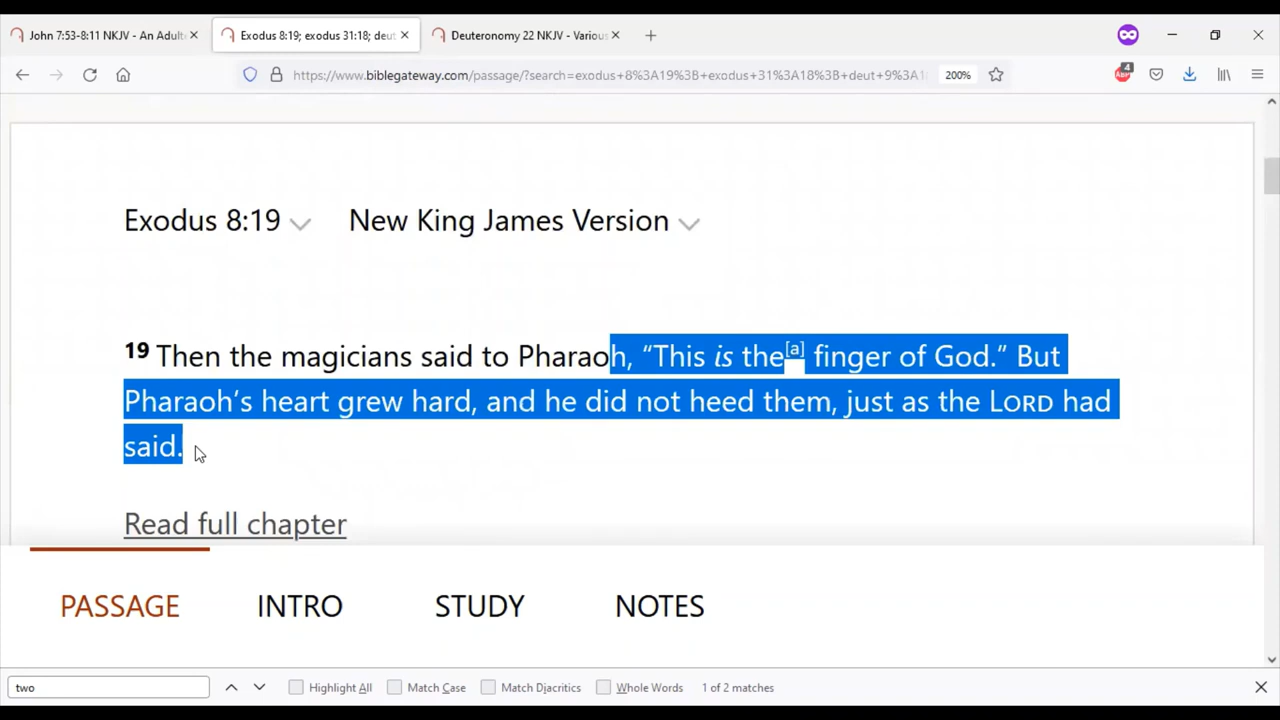 John 7:53-8:11 NKJV - An Adult
Exodus 8:19; exodus 31:18; deut
Deuteronomy 22 NKJV - Various
https://www.biblegateway.com/passage/?search=exodus+8%3A19%3B+exodus+31%3A18%3B+deut+9%3A1
200%
4
Exodus 8:19 New King James Version
19 Then the magicians said to Pharaoh, “This is the[a] finger of God.” But
Pharaoh’s heart grew hard, and he did not heed them, just as the LORD had
said.
Read full chapter
PASSAGE INTRO STUDY NOTES
two Highlight All Match Case Match Diacritics Whole Words 1 of 2 matches